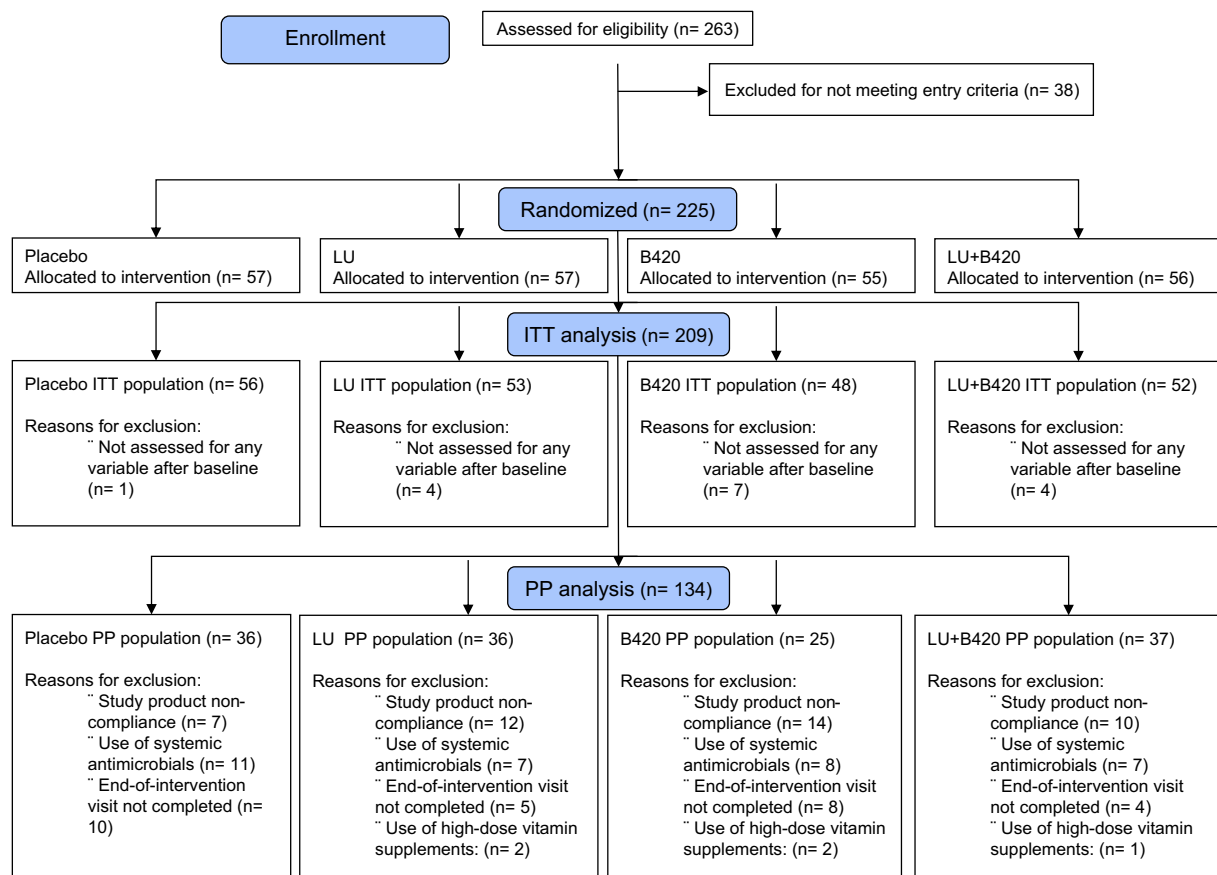 Enrollment
Assessed for eligibility (n= 263)
Excluded for not meeting entry criteria (n= 38)
Randomized (n= 225)
Placebo
Allocated to intervention (n= 57)
LU
Allocated to intervention (n= 57)
B420
Allocated to intervention (n= 55)
LU+B420
Allocated to intervention (n= 56)
ITT analysis (n= 209)
Placebo ITT population (n= 56)
Reasons for exclusion:
¨ Not assessed for any
variable after baseline
(n= 1)
LU ITT population (n= 53)
Reasons for exclusion:
¨ Not assessed for any
variable after baseline
(n= 4)
B420 ITT population (n= 48)
Reasons for exclusion:
¨ Not assessed for any
variable after baseline
(n= 7)
LU+B420 ITT population (n= 52)
Reasons for exclusion:
¨ Not assessed for any
variable after baseline
(n= 4)
PP analysis (n= 134)
Placebo PP population (n= 36)
Reasons for exclusion:
¨ Study product non-
compliance (n= 7)
¨ Use of systemic
antimicrobials (n= 11)
¨ End-of-intervention
visit not completed (n=
10)
LU  PP population (n= 36)
Reasons for exclusion:
¨ Study product non-
compliance (n= 12)
¨ Use of systemic
antimicrobials (n= 7)
¨ End-of-intervention visit
not completed (n= 5)
¨ Use of high-dose vitamin
supplements: (n= 2)
B420 PP population (n= 25)
Reasons for exclusion:
¨ Study product non-
compliance (n= 14)
¨ Use of systemic
antimicrobials (n= 8)
¨ End-of-intervention visit
not completed (n= 8)
¨ Use of high-dose vitamin
supplements: (n= 2)
LU+B420 PP population (n= 37)
Reasons for exclusion:
¨ Study product non-
compliance (n= 10)
¨ Use of systemic
antimicrobials (n= 7)
¨ End-of-intervention visit
not completed (n= 4)
¨ Use of high-dose vitamin
supplements: (n= 1)